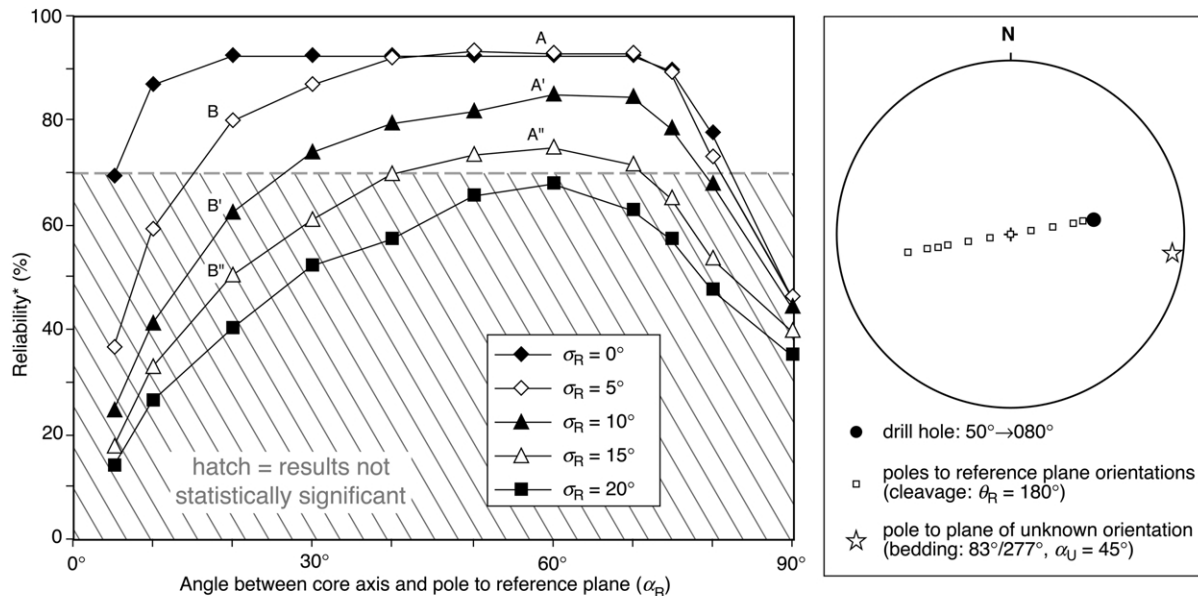 100
80
60
40
20
0
Reliability* (%)
A
B
A'
A"
B'
B"
hatch = results not
statistically significant
σR = 0°
σR = 5°
σR = 10°
σR = 15°
σR = 20°
0°
30°
60°
90°
Angle between core axis and pole to reference plane (αR)
N
drill hole: 50°→080°
poles to reference plane orientations
(cleavage: θR = 180°)
pole to plane of unknown orientation
(bedding: 83°/277°, αU = 45°)